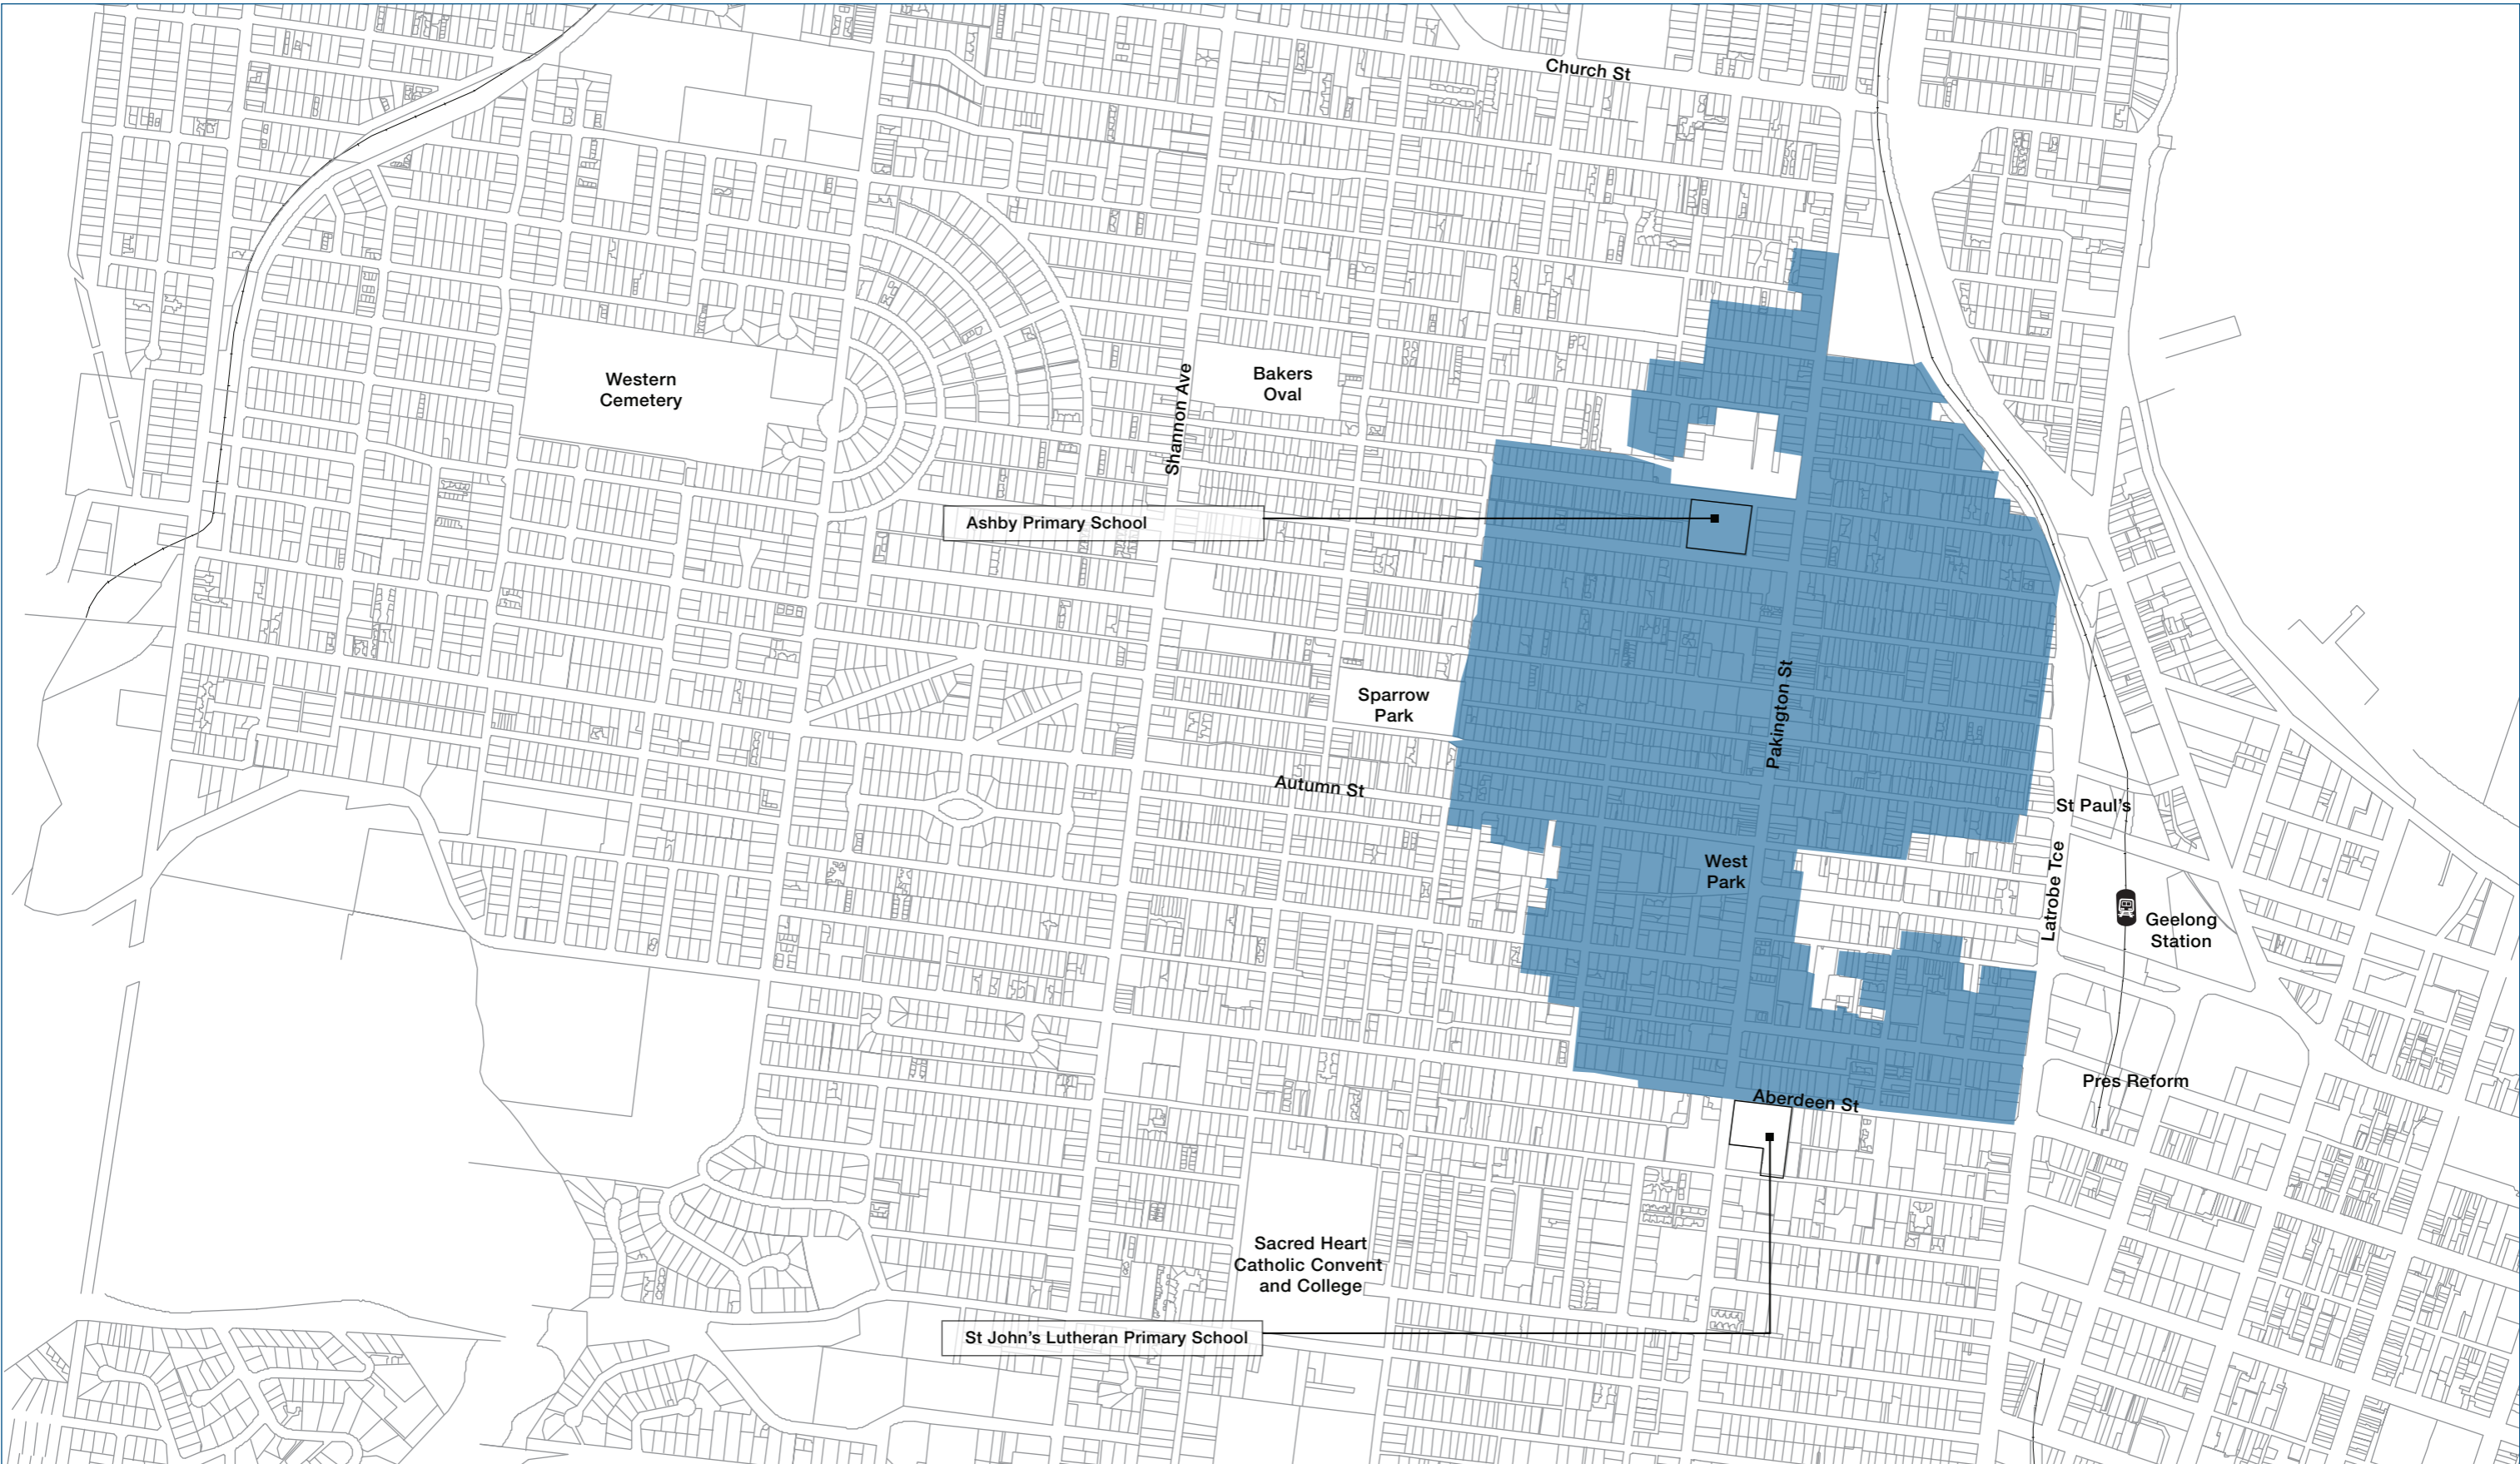 Church St
Western
Cemetery
Shannon Ave
Bakers
Oval
Ashby Primary School
Sparrow
Park
Pakington St
Autumn St
St Paul's
West
Park
Latrobe Tce
Geelong
Station
Pres Reform
Aberdeen St
Sacred Heart
Catholic Convent
and College
St John's Lutheran Primary School